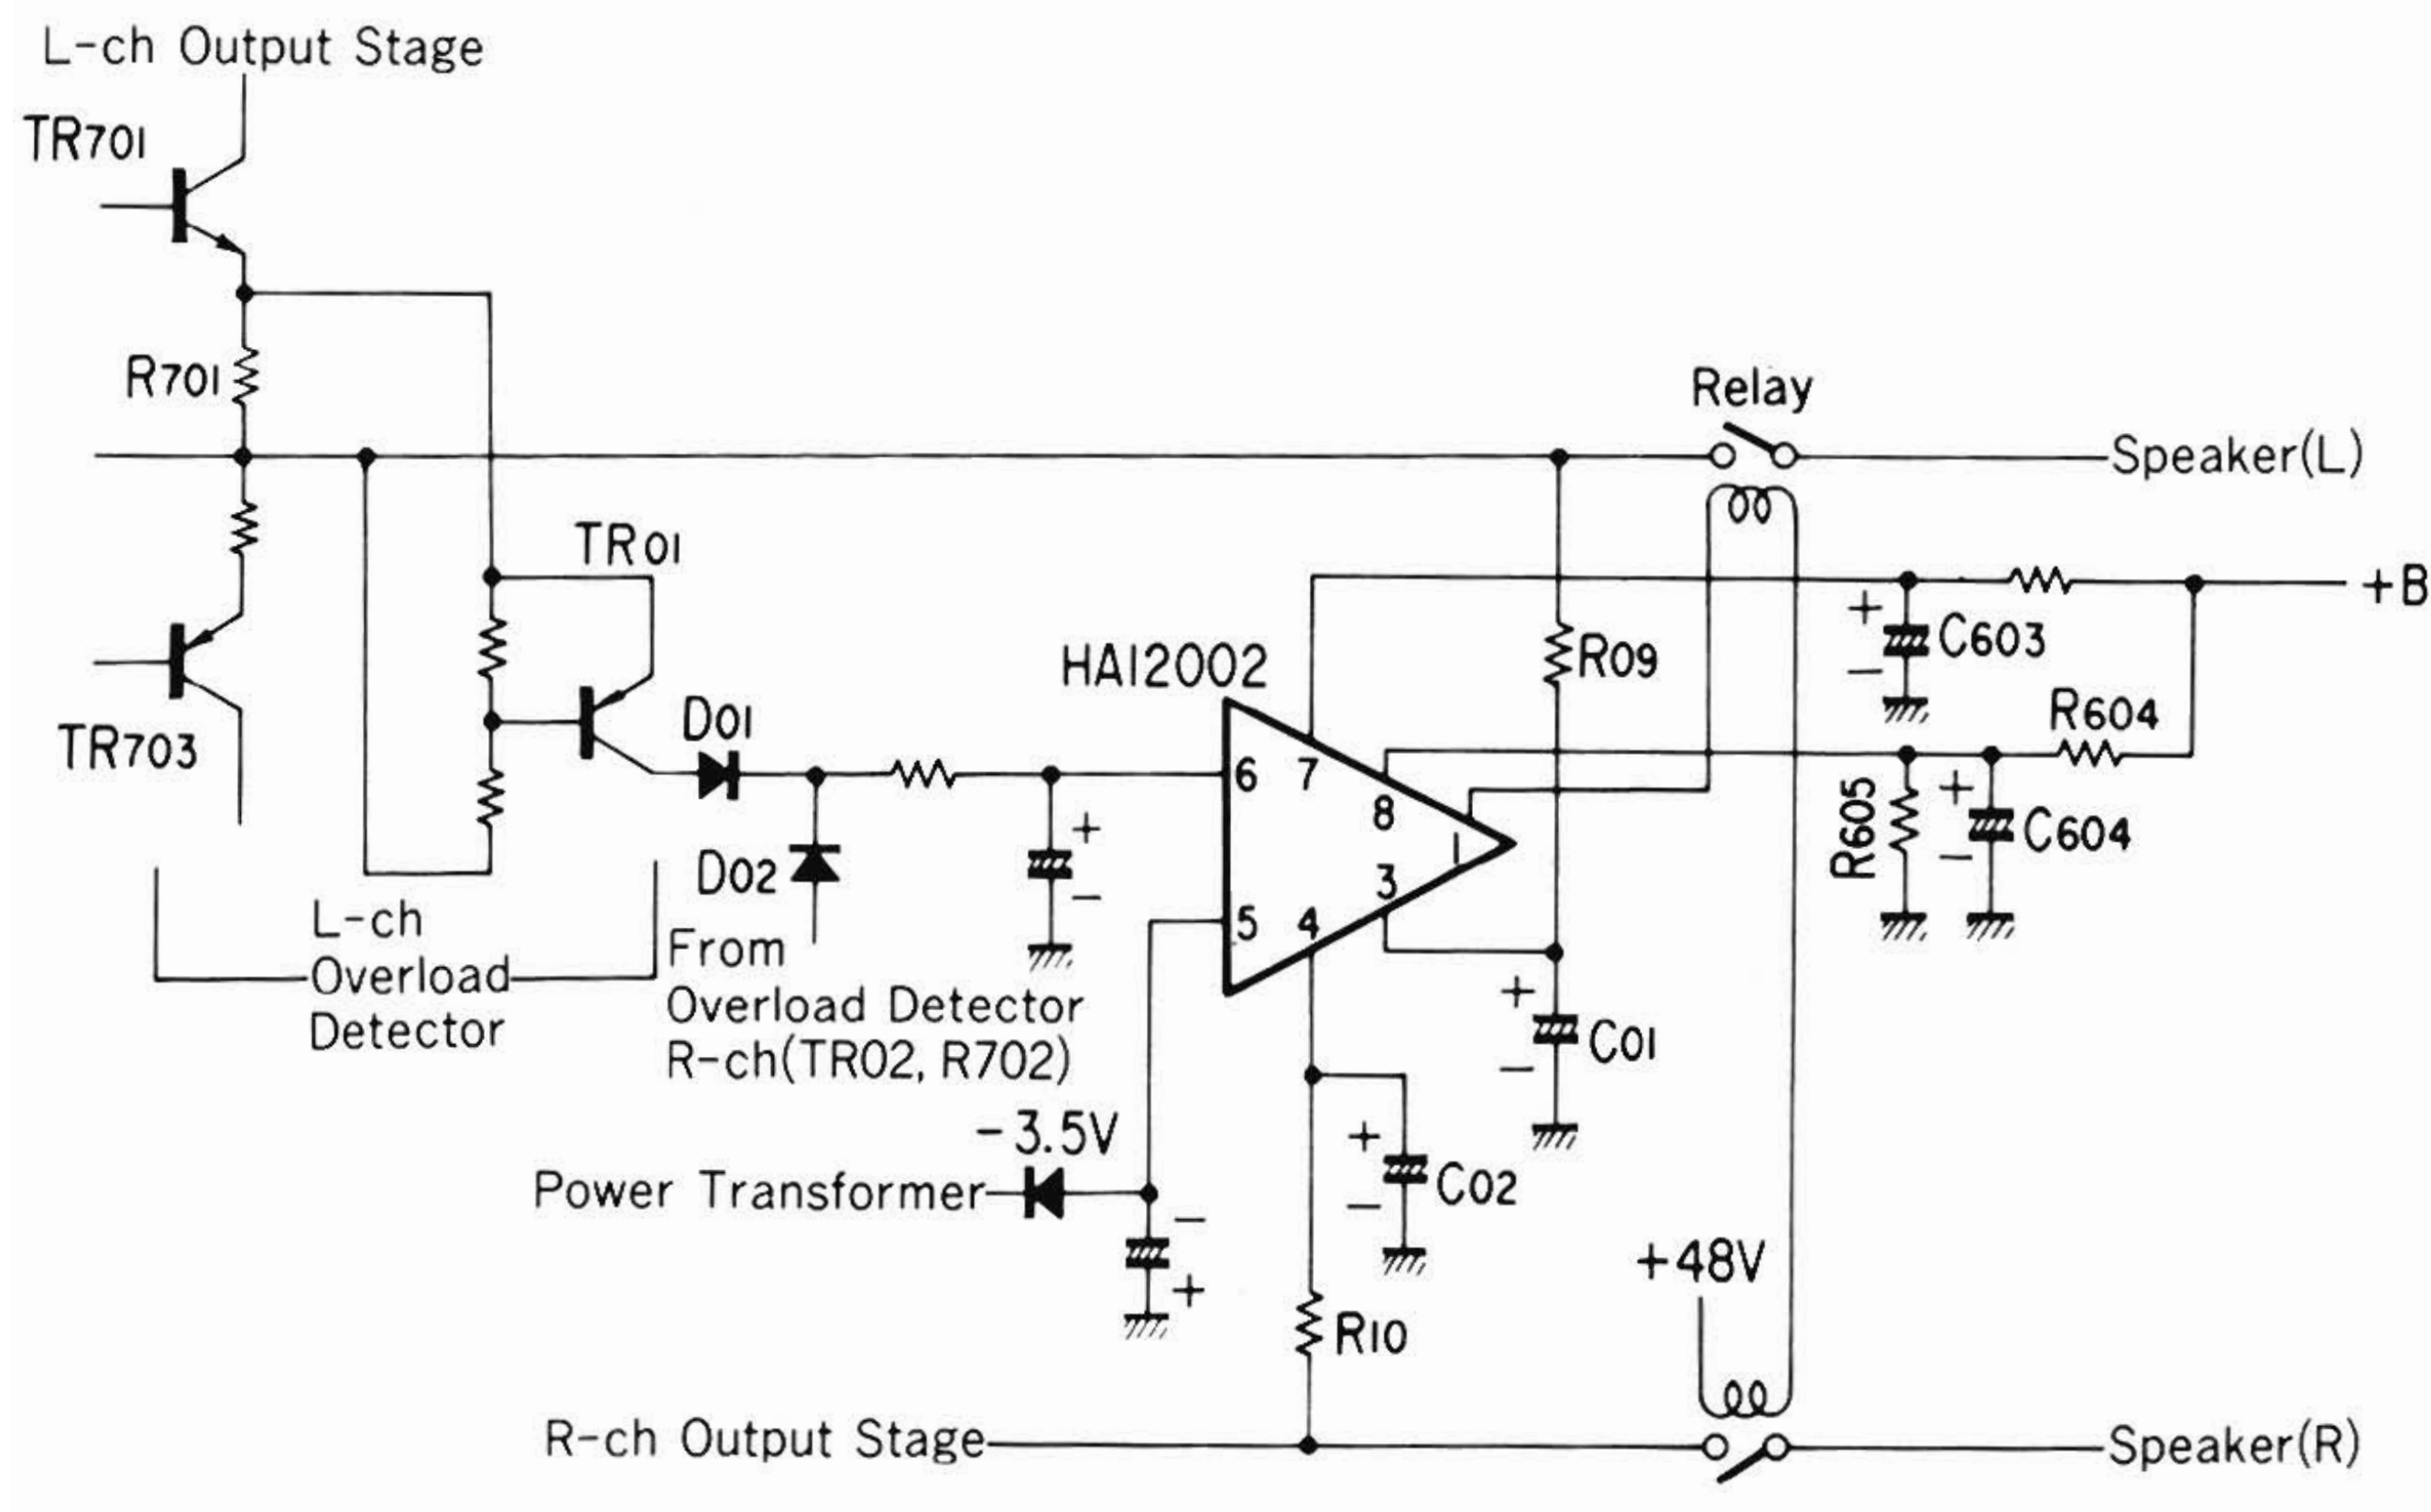 L-ch Output Stage
TR701
R701
Relay
Speaker(L)
TR01
+B
+
C603
−
HA12002
R09
D01
R604
TR703
6
7
8
R605
+
C604
−
1
D02
+
−
3
5
4
L-ch
Overload
Detector
From
Overload Detector
R-ch(TR02, R702)
+
C01
−
−3.5V
+
C02
−
Power Transformer
−
+
+48V
R10
R-ch Output Stage
Speaker(R)